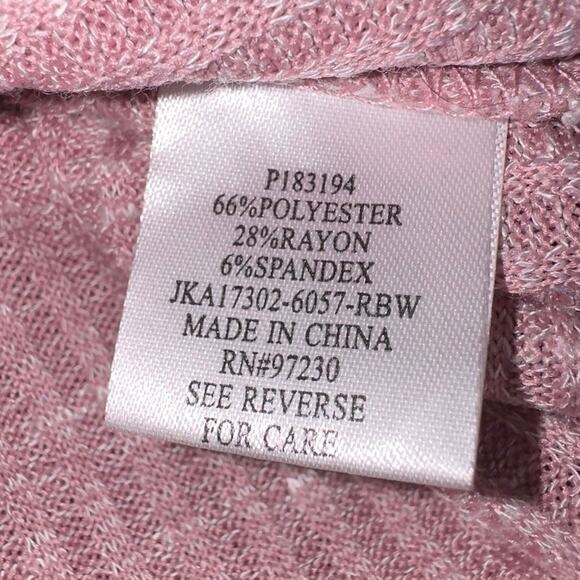 P183194
66%POLYESTER
28%RAYON
6%SPANDEX
JKA17302-6057-RBW
MADE IN CHINA
RN#97230
SEE REVERSE
FOR CARE